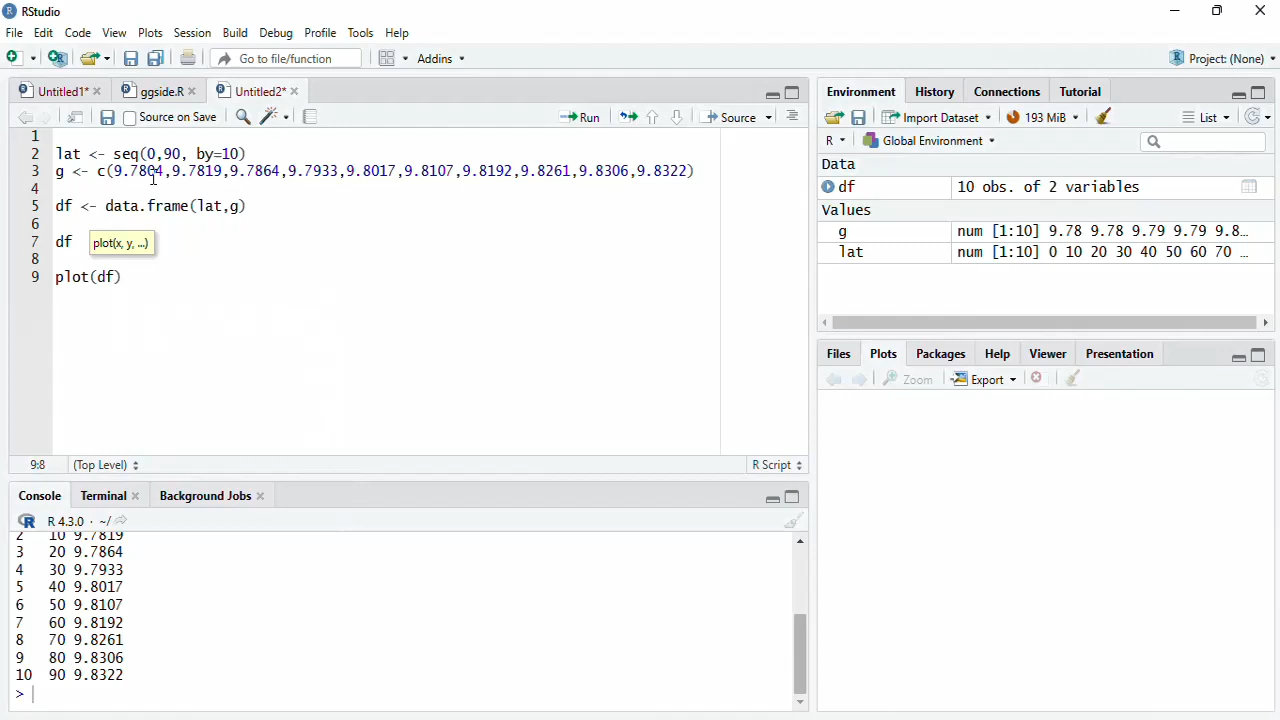 RStudio
File Edit Code View Plots Session Build Debug Profile Tools Help
Go to file/function Addins Project: (None)
Untitled1* ggside.R Untitled2*
Source on Save Run Source
1
2 lat <- seq(0,90, by=10)
3 g <- c(9.7804,9.7819,9.7864,9.7933,9.8017,9.8107,9.8192,9.8261,9.8306,9.8322)
4
5 df <- data.frame(lat,g)
6
7 df plot(x, y, ...)
8
9 plot(df)
9:8 (Top Level) R Script
Console Terminal Background Jobs
R 4.3.0 · ~/
2 10 9.7819
3 20 9.7864
4 30 9.7933
5 40 9.8017
6 50 9.8107
7 60 9.8192
8 70 9.8261
9 80 9.8306
10 90 9.8322
>
Environment History Connections Tutorial
Import Dataset 193 MiB List
R Global Environment
Data
df 10 obs. of 2 variables
Values
g num [1:10] 9.78 9.78 9.79 9.79 9.8…
lat num [1:10] 0 10 20 30 40 50 60 70 …
Files Plots Packages Help Viewer Presentation
Zoom Export